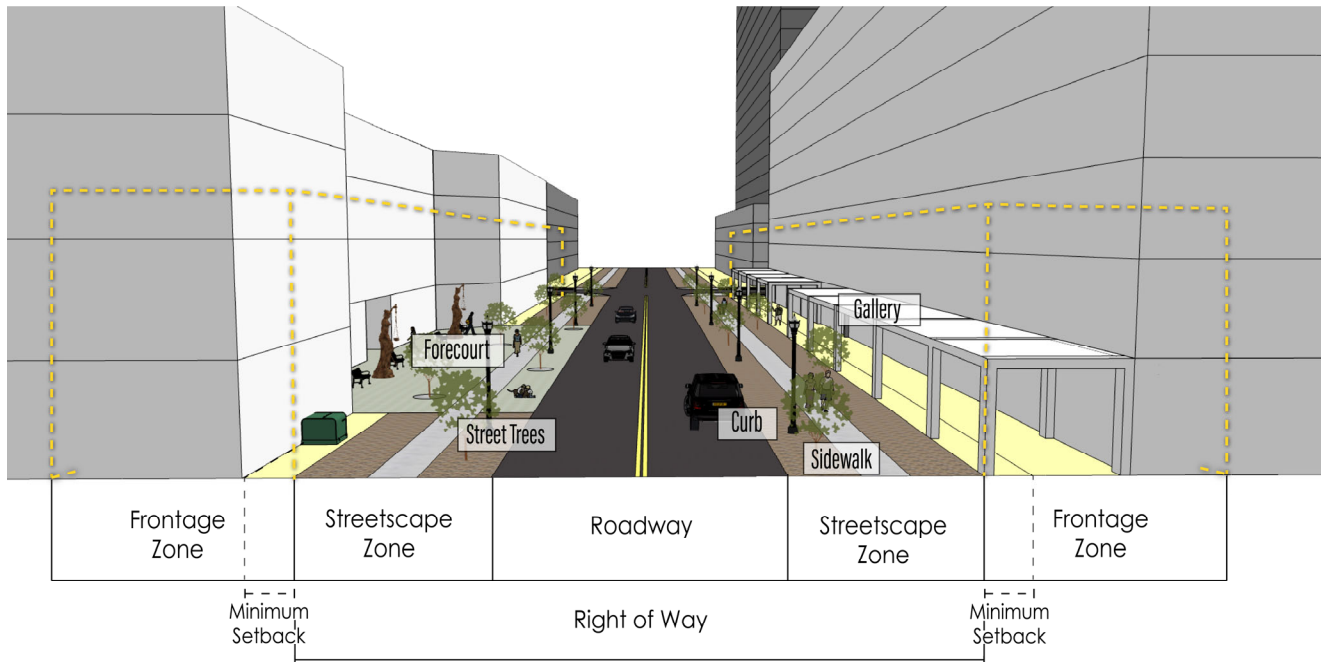 Gallery
Forecourt
Street Trees
Curb
Sidewalk
Frontage
Zone
Streetscape
Zone
Roadway
Streetscape
Zone
Frontage
Zone
Minimum
Setback
Right of Way
Minimum
Setback